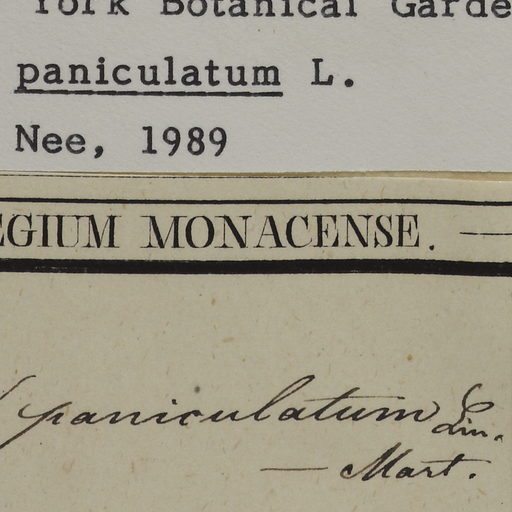 York Botanical Garde
paniculatum L.
Nee, 1989
EGIUM MONACENSE. —
paniculatum Lin.
— Mart.